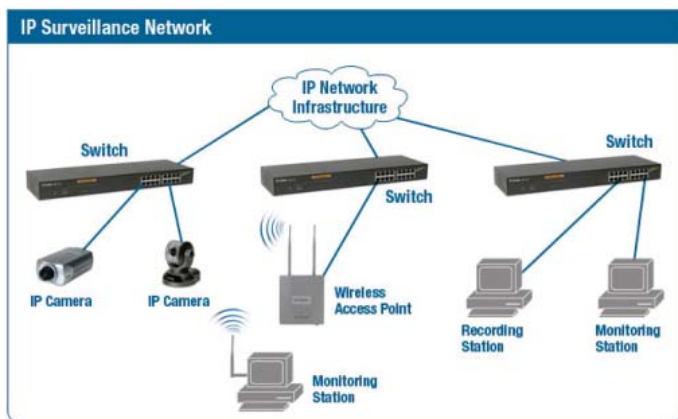 IP Surveillance Network
IP Network
Infrastructure
Switch
Switch
Switch
IP Camera
IP Camera
Wireless
Access Point
Recording
Station
Monitoring
Station
Monitoring
Station